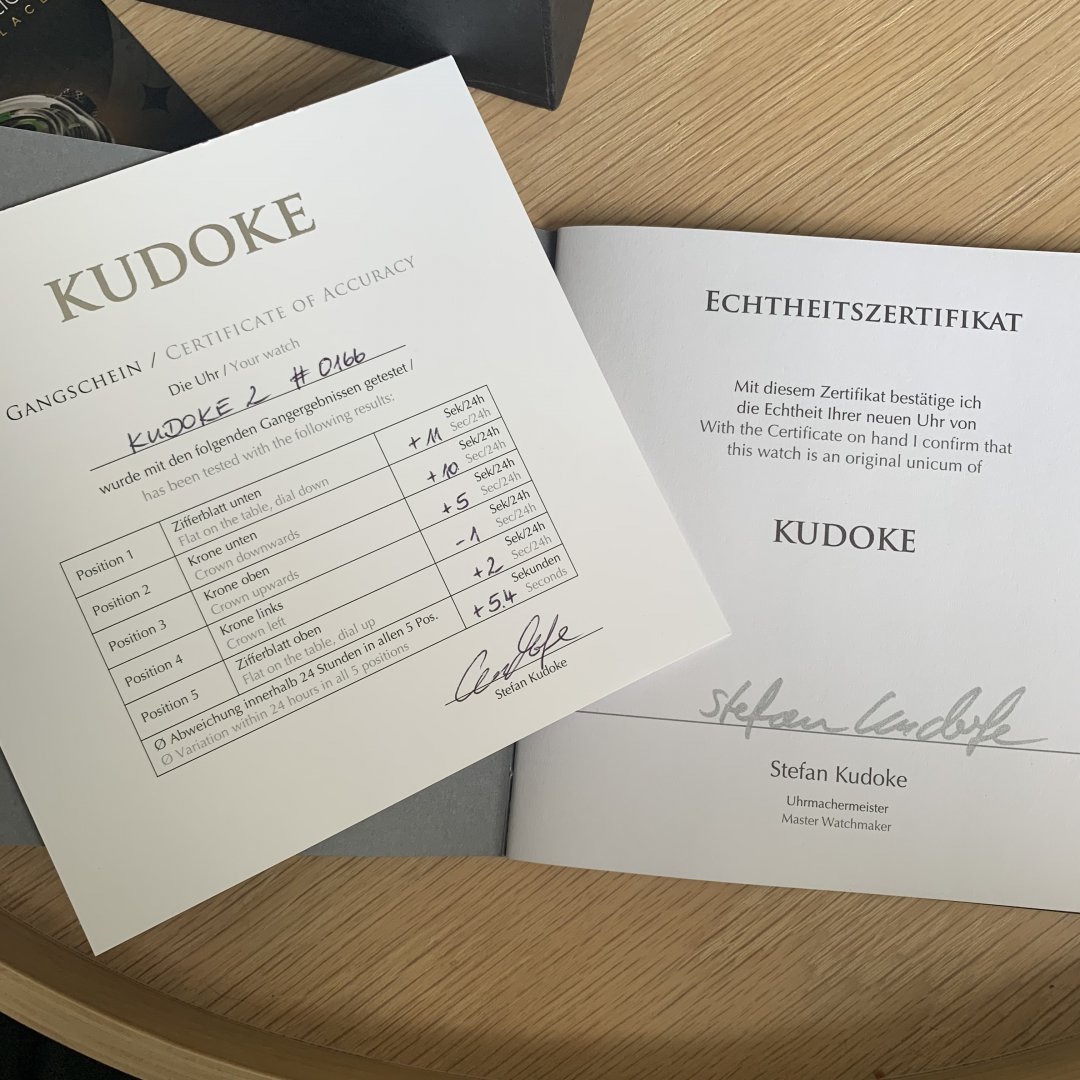 KUDOKE
GANGSCHEIN / CERTIFICATE OF ACCURACY
Die Uhr / Your watch
KUDOKE 2 # 0166
wurde mit den folgenden Gangergebnissen getestet /
has been tested with the following results:
Position 1 Zifferblatt unten + 11 Sek/24h
Flat on the table, dial down Sec/24h
Position 2 Krone unten + 10 Sek/24h
Crown downwards Sec/24h
Position 3 Krone oben + 5 Sek/24h
Crown upwards Sec/24h
Position 4 Krone links - 1 Sek/24h
Crown left Sec/24h
Position 5 Zifferblatt oben + 2 Sek/24h
Flat on the table, dial up Sec/24h
Ø Abweichung innerhalb 24 Stunden in allen 5 Pos. + 5.4 Sekunden
Ø Variation within 24 hours in all 5 positions Seconds
Stefan Kudoke
ECHTHEITSZERTIFIKAT
Mit diesem Zertifikat bestätige ich
die Echtheit Ihrer neuen Uhr von
With the Certificate on hand I confirm that
this watch is an original unicum of
KUDOKE
Stefan Kudoke
Stefan Kudoke
Uhrmachermeister
Master Watchmaker